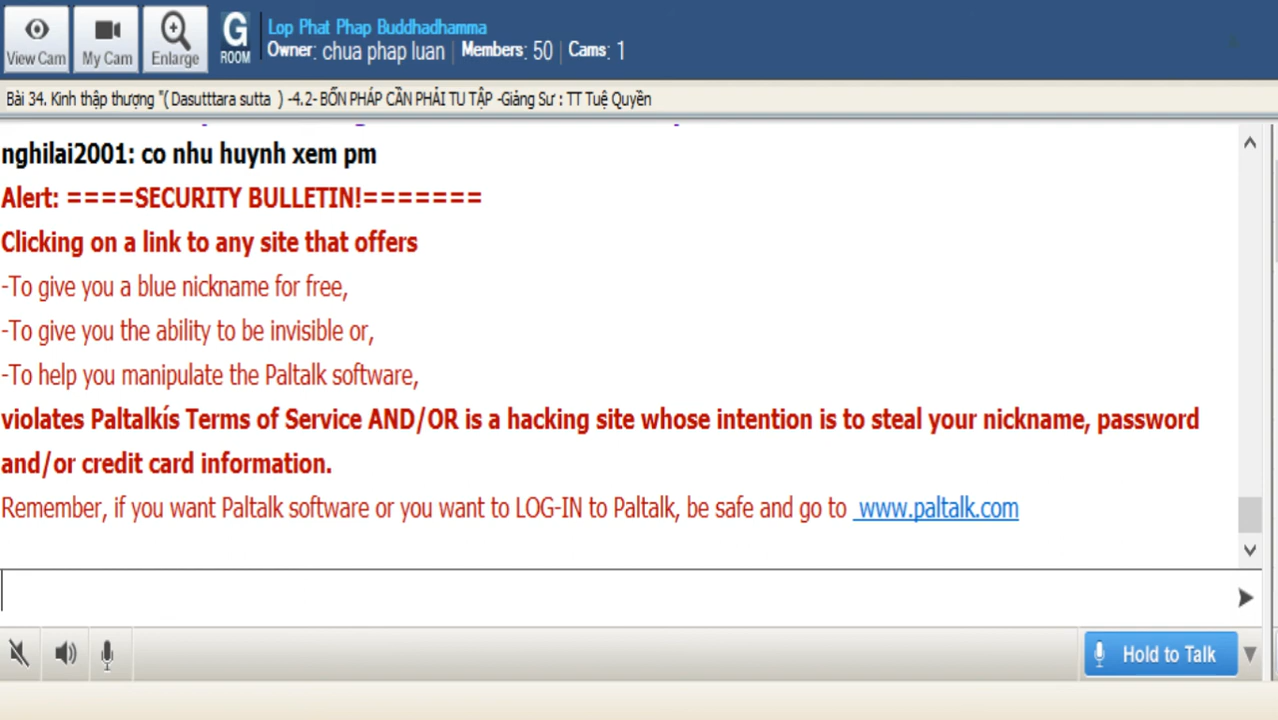 Lop Phat Phap Buddhadhamma
Owner: chua phap luan | Members: 50 | Cams: 1
View Cam
My Cam
Enlarge
G
ROOM
Bài 34. Kinh thập thượng "( Dasutttara sutta ) -4.2- BỐN PHÁP CẦN PHẢI TU TẬP -Giảng Sư : TT Tuệ Quyền
nghilai2001: co nhu huynh xem pm
Alert: ====SECURITY BULLETIN!=======
Clicking on a link to any site that offers
-To give you a blue nickname for free,
-To give you the ability to be invisible or,
-To help you manipulate the Paltalk software,
violates Paltalkís Terms of Service AND/OR is a hacking site whose intention is to steal your nickname, password
and/or credit card information.
Remember, if you want Paltalk software or you want to LOG-IN to Paltalk, be safe and go to www.paltalk.com
Hold to Talk